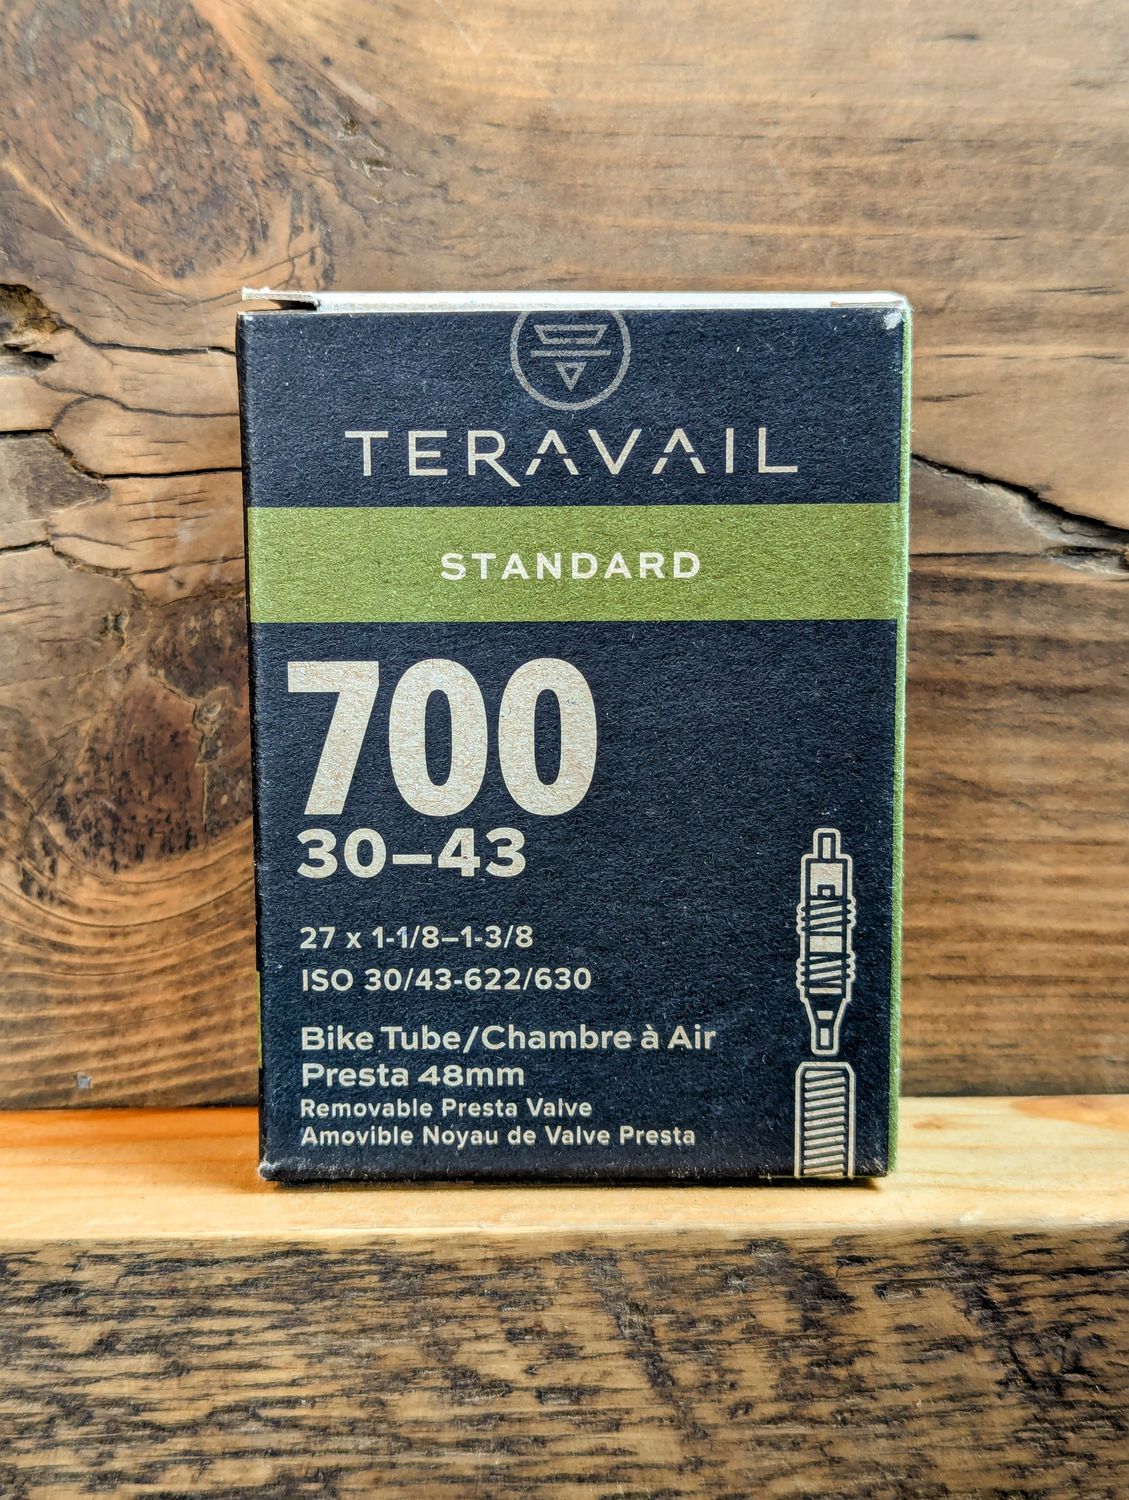 TERAVAIL
STANDARD
700
30–43
27 x 1-1/8–1-3/8
ISO 30/43-622/630
Bike Tube/Chambre à Air
Presta 48mm
Removable Presta Valve
Amovible Noyau de Valve Presta